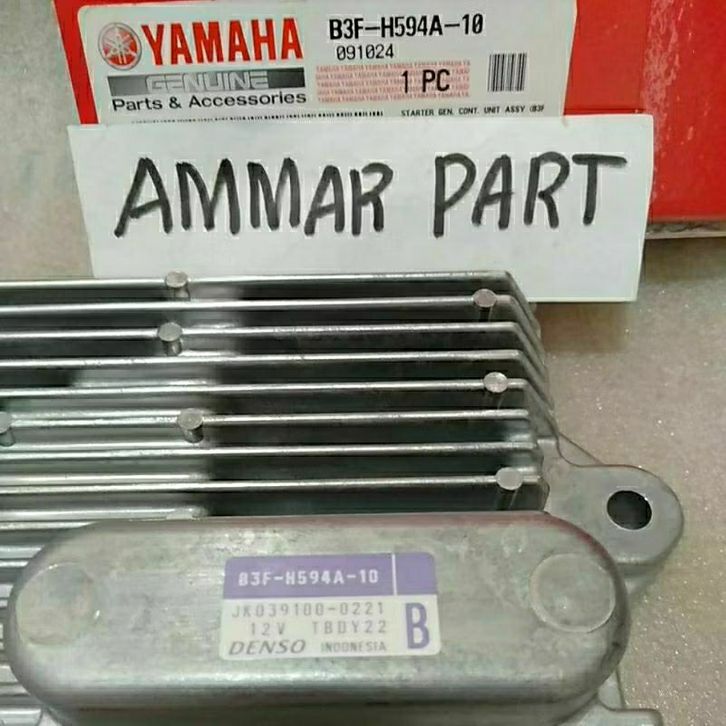 YAMAHA
GENUINE
Parts & Accessories
B3F-H594A-10
091024
1 PC
STARTER GEN. CONT. UNIT ASSY (B3F
AMMAR PART
B3F-H594A-10
JK039100-0221
12V TBDY22
B
DENSO INDONESIA